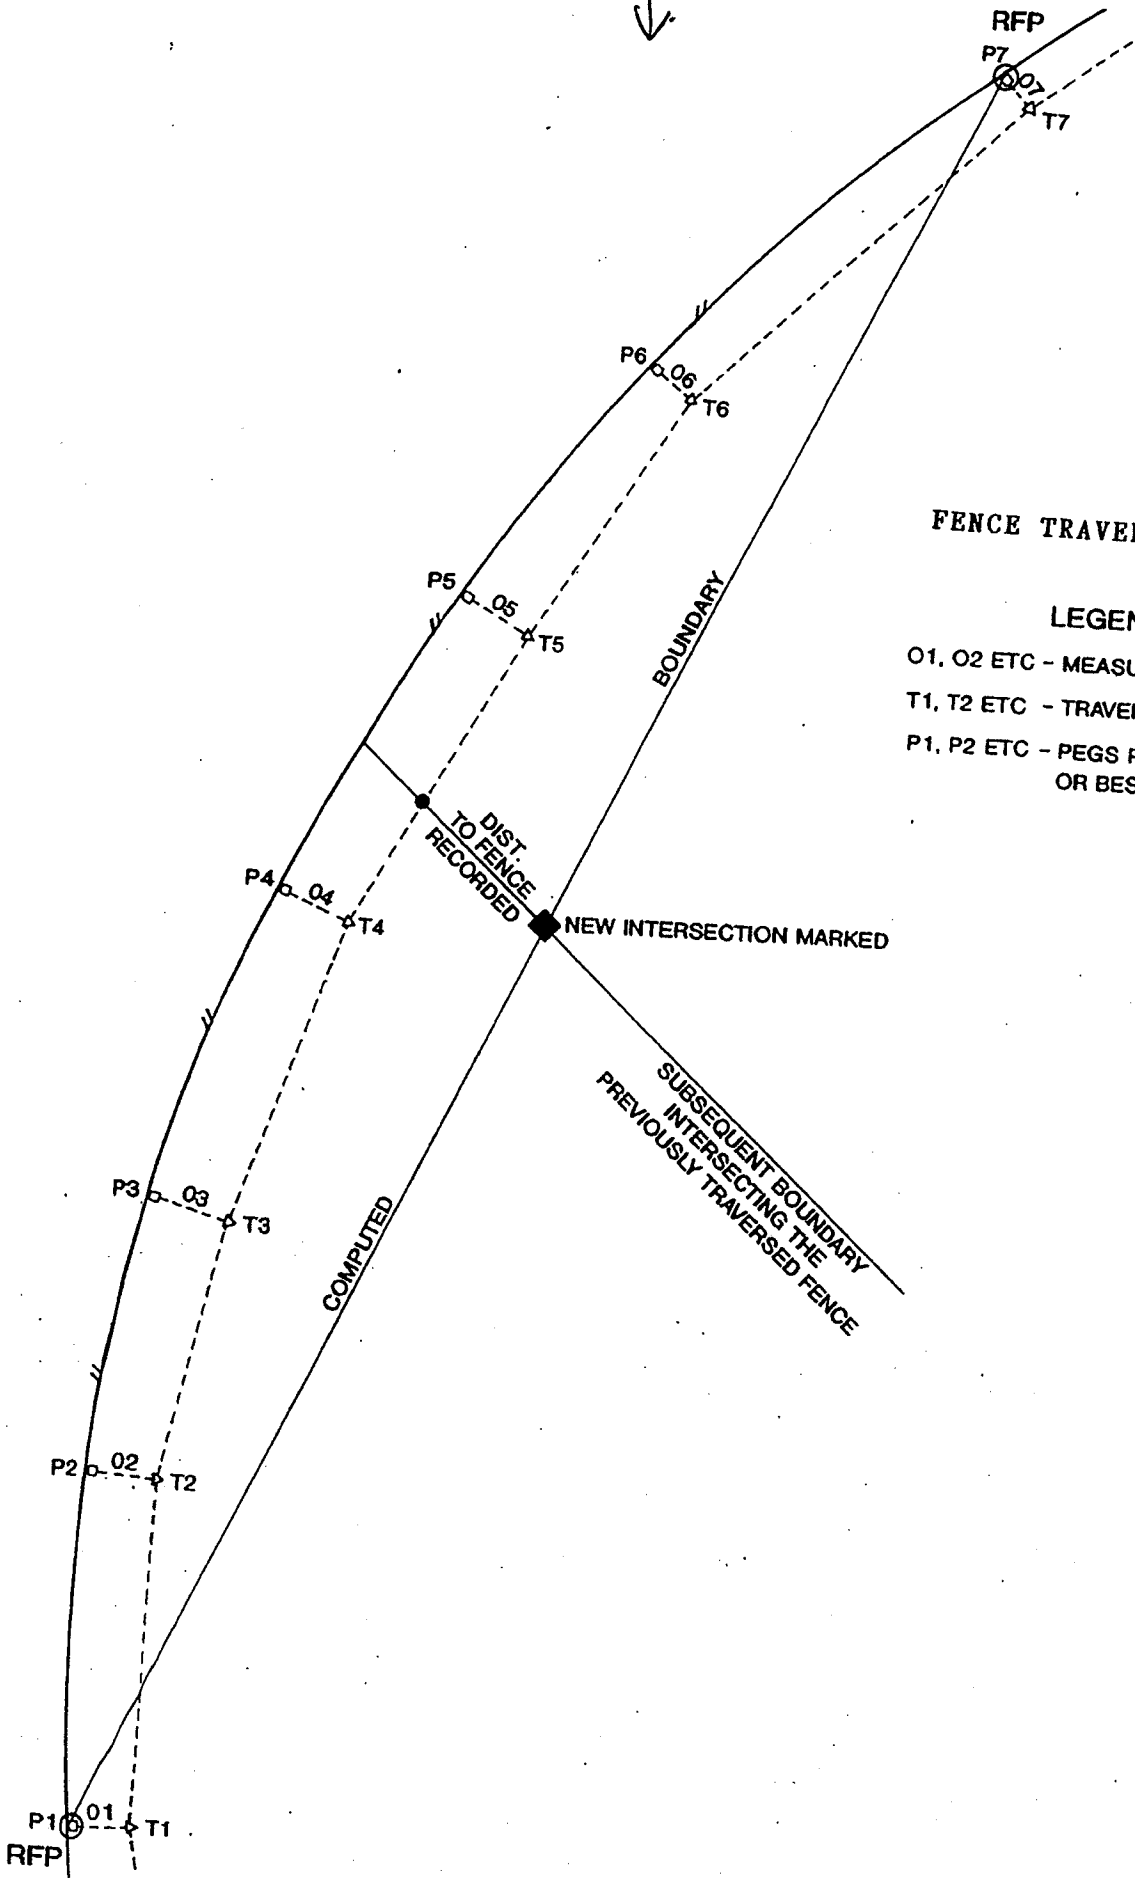 RFP
P7
O7
T7
P6
O6
T6
FENCE
LEGEN
P5
O5
T5
BOUNDARY
O1, O2 ETC - MEASU
T1, T2 ETC - TRAVE
P1, P2 ETC - PEGS
OR BES
DIST.
TO FENCE
RECORDED
P4
O4
T4
NEW INTERSECTION MARKED
SUBSEQUENT BOUNDARY
INTERSECTING THE
PREVIOUSLY TRAVERSED FENCE
P3
O3
T3
COMPUTED
P2
O2
T2
P1
O1
T1
RFP